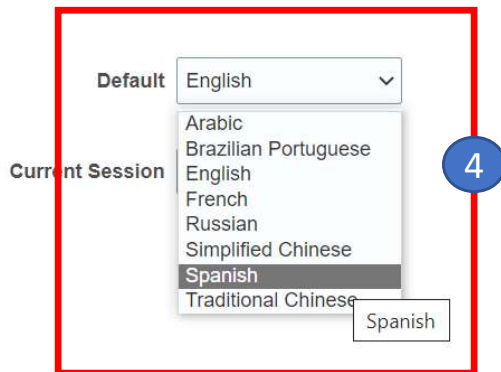 Default English
Arabic
Brazilian Portuguese
Current Session English
French
Russian
Simplified Chinese
Spanish
Traditional Chinese
Spanish
4